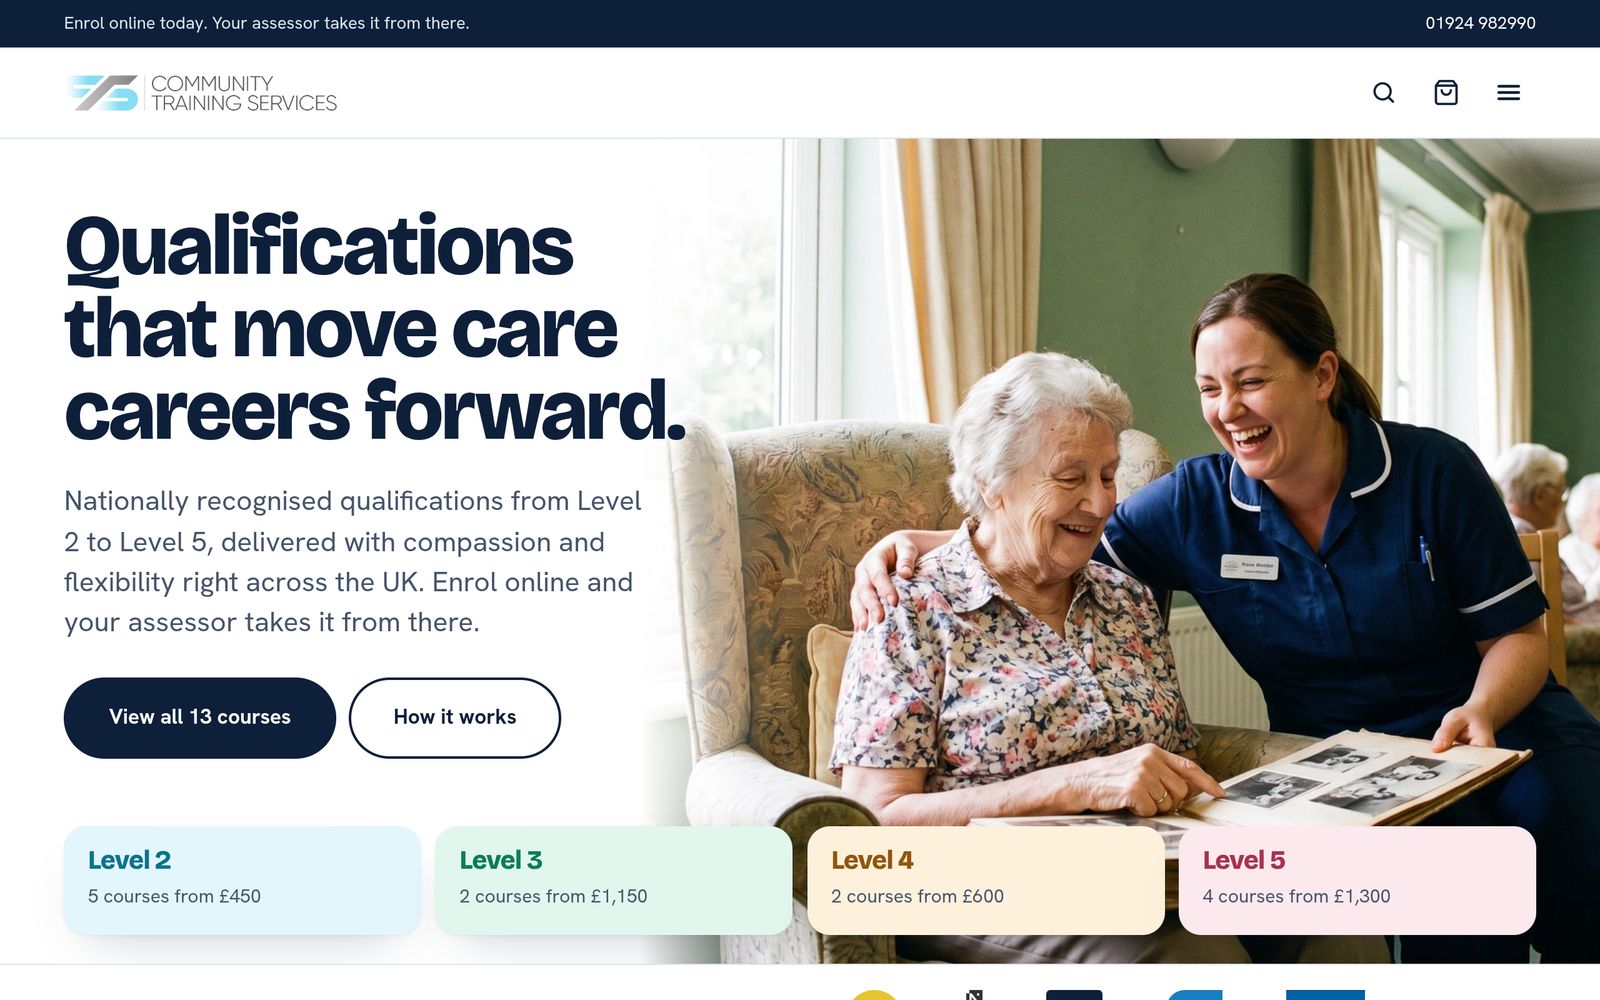 Enrol online today. Your assessor takes it from there.
01924 982990
COMMUNITY
TRAINING SERVICES
Qualifications
that move care
careers forward.
Nationally recognised qualifications from Level
2 to Level 5, delivered with compassion and
flexibility right across the UK. Enrol online and
your assessor takes it from there.
View all 13 courses
How it works
Level 2
5 courses from £450
Level 3
2 courses from £1,150
Level 4
2 courses from £600
Level 5
4 courses from £1,300